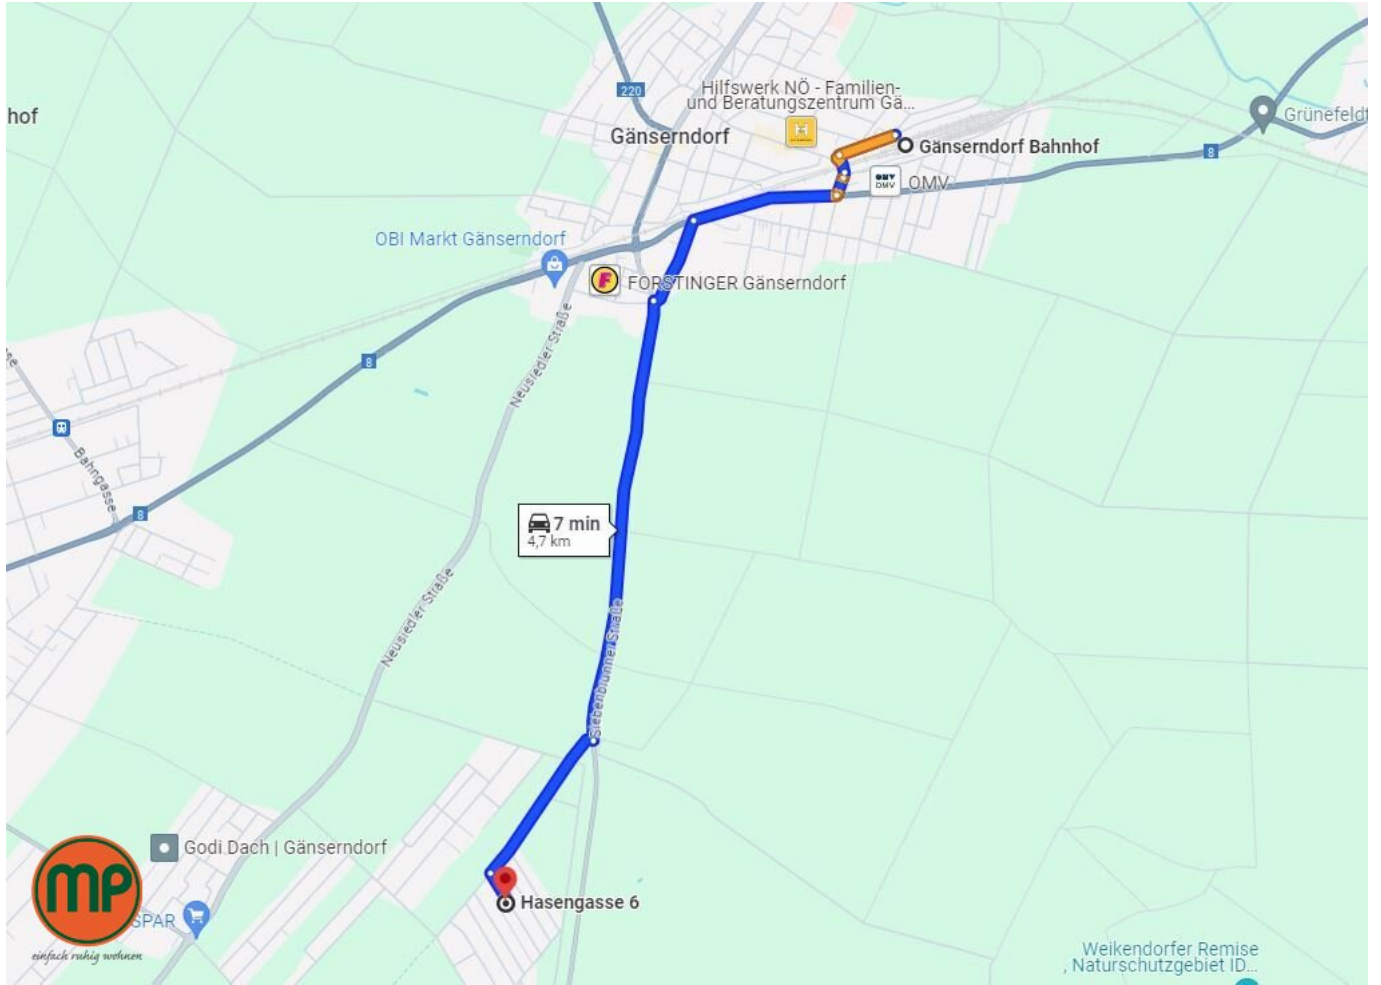 hof
220
Hilfswerk NÖ - Familien-
und Beratungszentrum Gä...
Grünefeldt
Gänserndorf
Gänserndorf Bahnhof
8
OMV
OMV
OBI Markt Gänserndorf
F
FORSTINGER Gänserndorf
Neusiedler Straße
8
Bahngasse
8
7 min
4,7 km
Neusiedler Straße
Siebenbrunner Straße
Godi Dach | Gänserndorf
mp
SPAR
einfach ruhig wohnen
Hasengasse 6
Weikendorfer Remise
, Naturschutzgebiet ID...